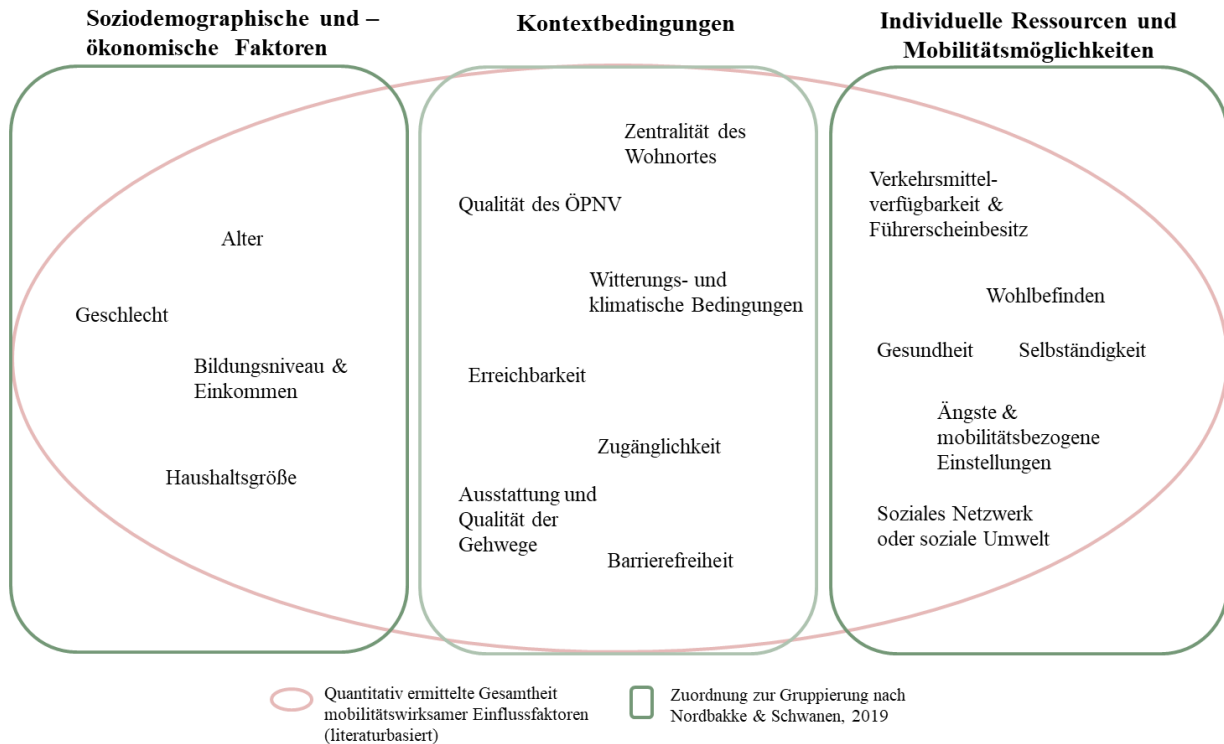 Soziodemographische und –
ökonomische Faktoren
Kontextbedingungen
Individuelle Ressourcen und
Mobilitätsmöglichkeiten
Alter
Geschlecht
Bildungsniveau &
Einkommen
Haushaltsgröße
Zentralität des
Wohnortes
Qualität des ÖPNV
Witterungs- und
klimatische Bedingungen
Erreichbarkeit
Zugänglichkeit
Ausstattung und
Qualität der
Gehwege
Barrierefreiheit
Verkehrsmittel-
verfügbarkeit &
Führerscheinbesitz
Wohlbefinden
Gesundheit
Selbständigkeit
Ängste &
mobilitätsbezogene
Einstellungen
Soziales Netzwerk
oder soziale Umwelt
Quantitativ ermittelte Gesamtheit
mobilitätswirksamer Einflussfaktoren
(literaturbasiert)
Zuordnung zur Gruppierung nach
Nordbakke & Schwanen, 2019